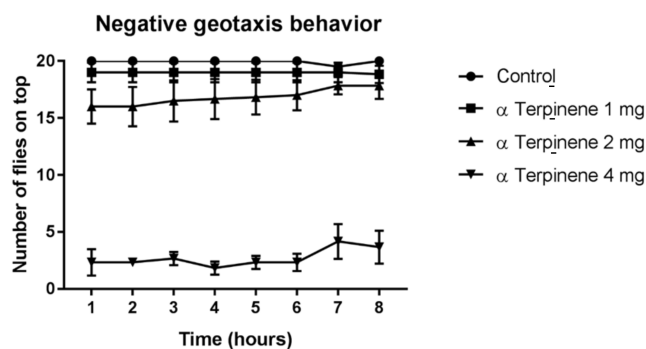 Negative geotaxis behavior
Number of flies on top
20
15
10
5
0
1 2 3 4 5 6 7 8
Time (hours)
Control
α Terpinene 1 mg
α Terpinene 2 mg
α Terpinene 4 mg